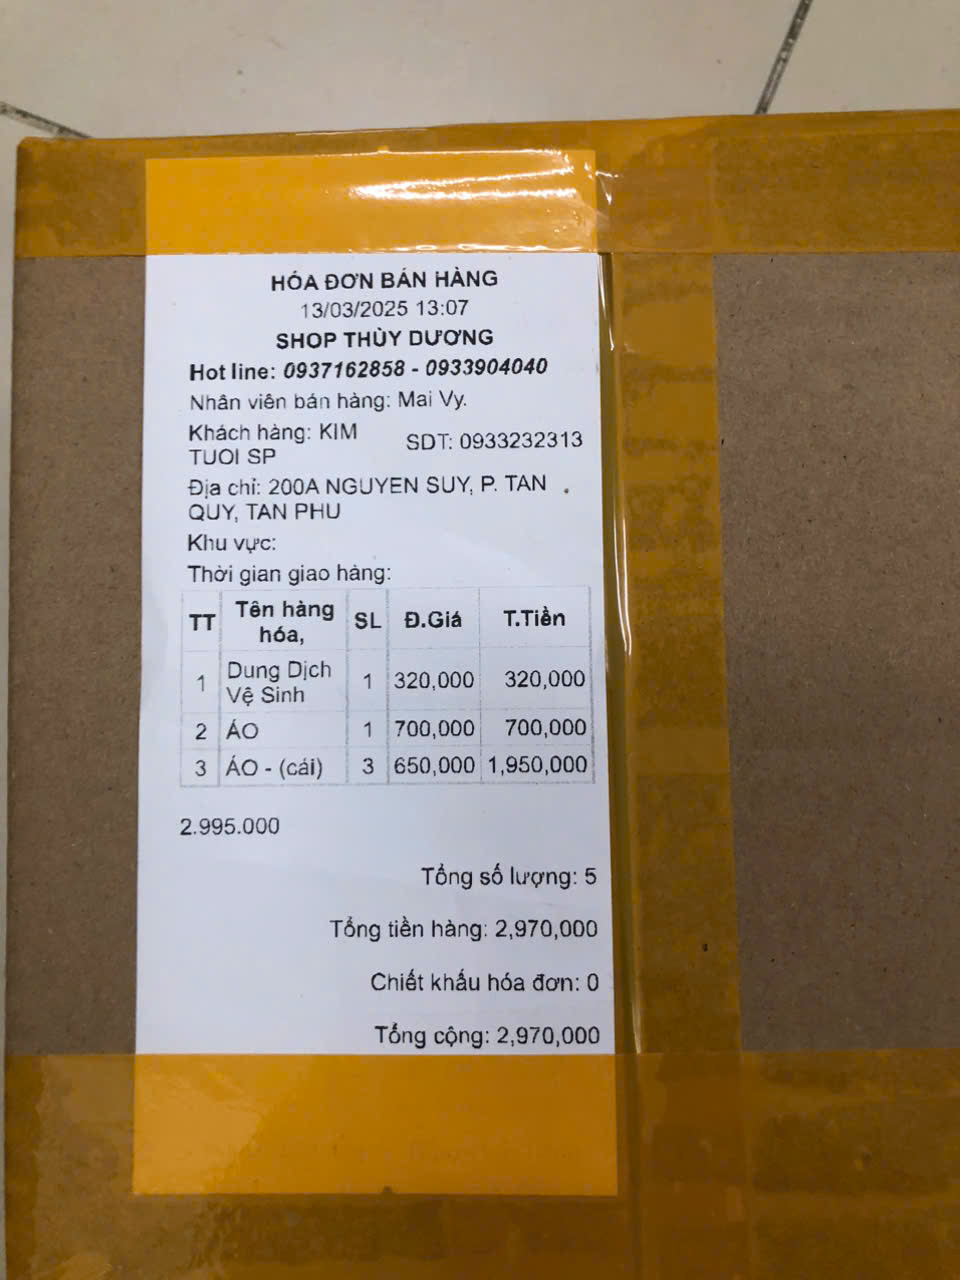 HÓA ĐƠN BÁN HÀNG
13/03/2025 13:07
SHOP THÙY DƯƠNG
Hot line: 0937162858 - 0933904040
Nhân viên bán hàng: Mai Vy.
Khách hàng: KIM TUOI SP SDT: 0933232313
Địa chỉ: 200A NGUYEN SUY, P. TAN
QUY, TAN PHU
Khu vực:
Thời gian giao hàng:
TT Tên hàng hóa, SL Đ.Giá T.Tiền
1 Dung Dịch Vệ Sinh 1 320,000 320,000
2 ÁO 1 700,000 700,000
3 ÁO - (cái) 3 650,000 1,950,000
2.995.000
Tổng số lượng: 5
Tổng tiền hàng: 2,970,000
Chiết khấu hóa đơn: 0
Tổng cộng: 2,970,000